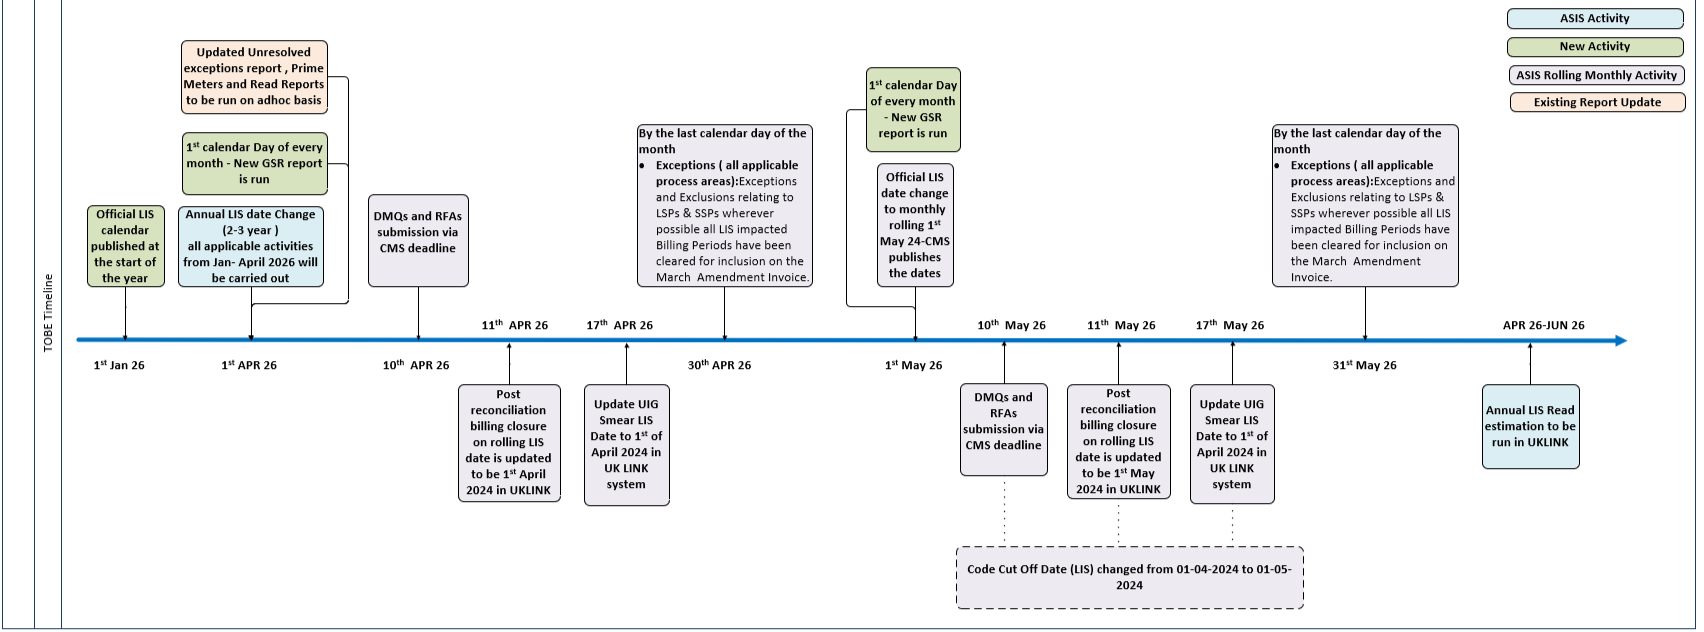 ASIS Activity
New Activity
ASIS Rolling Monthly Activity
Existing Report Update
TOBE Timeline
Updated Unresolved
exceptions report , Prime
Meters and Read Reports
to be run on adhoc basis
1st calendar Day of every
month - New GSR report
is run
Official LIS
calendar
published at
the start of
the year
Annual LIS date Change
(2-3 year )
all applicable activities
from Jan- April 2026 will
be carried out
DMQs and RFAs
submission via
CMS deadline
By the last calendar day of the
month
• Exceptions ( all applicable
process areas):Exceptions
and Exclusions relating to
LSPs & SSPs wherever
possible all LIS impacted
Billing Periods have been
cleared for inclusion on the
March Amendment Invoice.
1st calendar Day
of every month
- New GSR
report is run
Official LIS
date change
to monthly
rolling 1st
May 24-CMS
publishes
the dates
By the last calendar day of the
month
• Exceptions ( all applicable
process areas):Exceptions and
Exclusions relating to LSPs &
SSPs wherever possible all LIS
impacted Billing Periods have
been cleared for inclusion on
the March Amendment
Invoice.
11th APR 26
17th APR 26
10th May 26
11th May 26
17th May 26
APR 26-JUN 26
1st Jan 26
1st APR 26
10th APR 26
30th APR 26
1st May 26
31st May 26
Post
reconciliation
billing closure
on rolling LIS
date is updated
to be 1st April
2024 in UKLINK
Update UIG
Smear LIS
Date to 1st of
April 2024 in
UK LINK
system
DMQs and
RFAs
submission via
CMS deadline
Post
reconciliation
billing closure
on rolling LIS
date is updated
to be 1st May
2024 in UKLINK
Update UIG
Smear LIS
Date to 1st of
April 2024 in
UK LINK
system
Annual LIS Read
estimation to be
run in UKLINK
Code Cut Off Date (LIS) changed from 01-04-2024 to 01-05-
2024